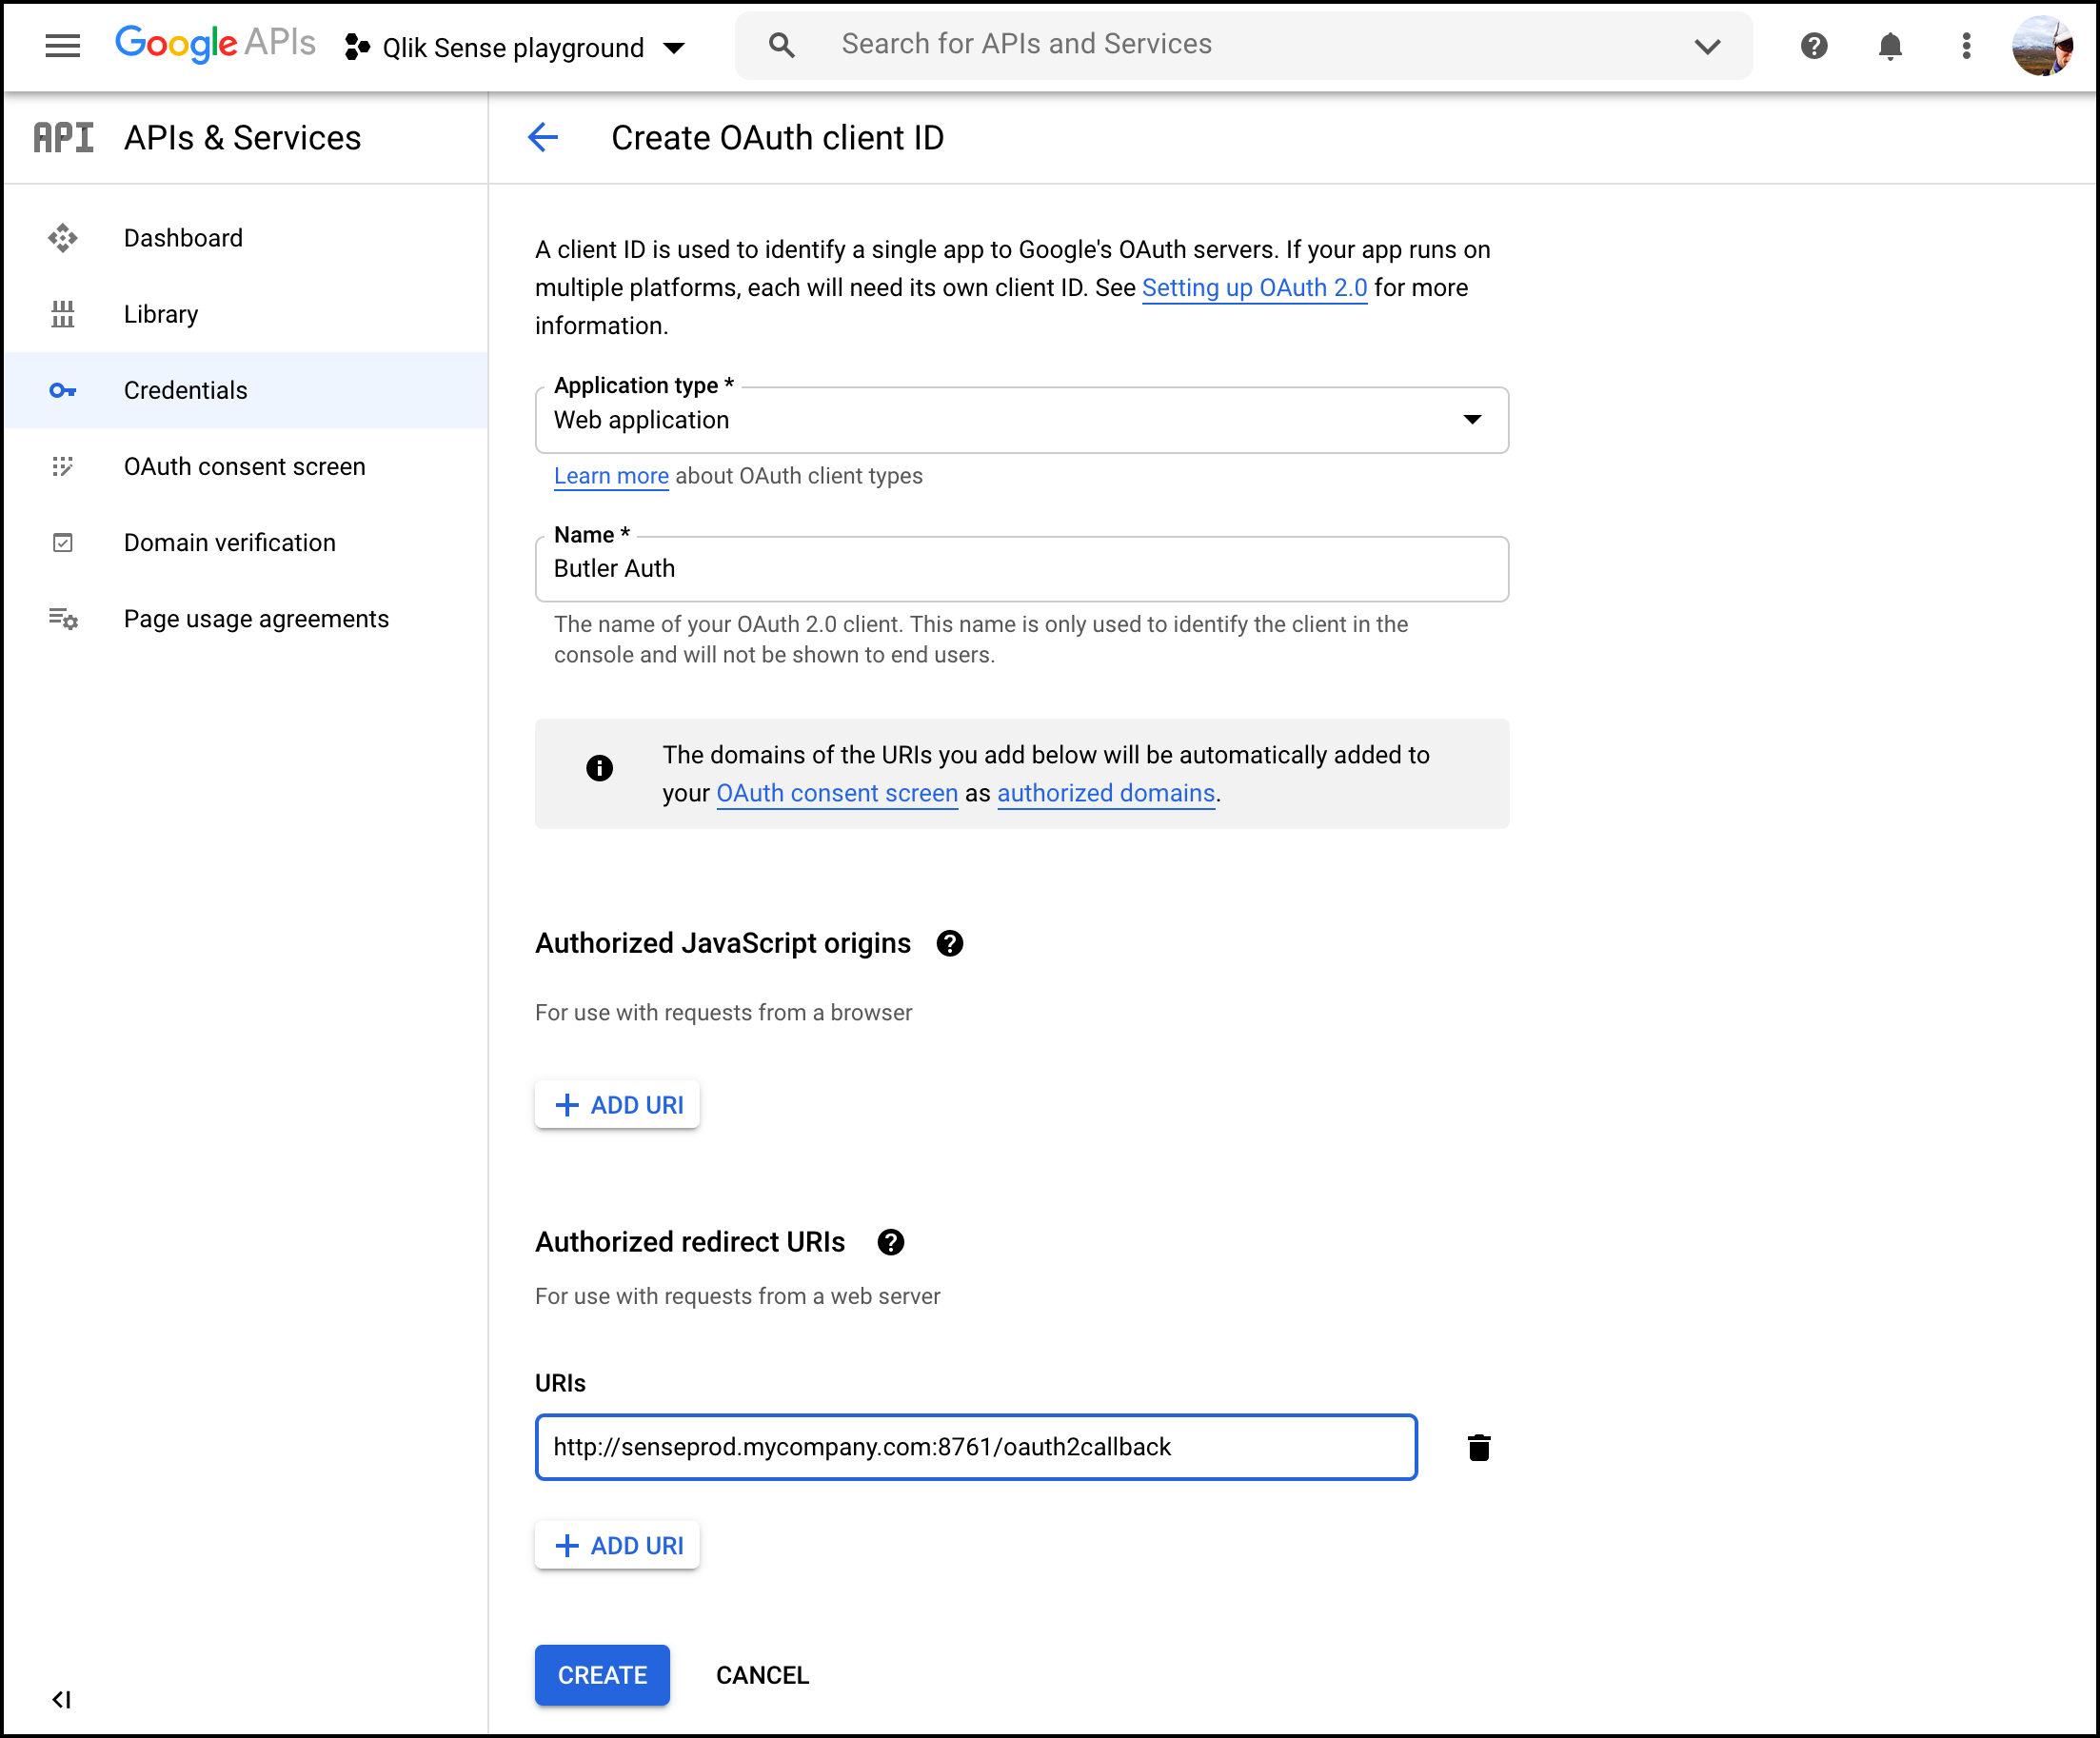 Google APIs
Qlik Sense playground
Search for APIs and Services
API APIs & Services
Create OAuth client ID
Dashboard
Library
Credentials
OAuth consent screen
Domain verification
Page usage agreements
A client ID is used to identify a single app to Google's OAuth servers. If your app runs on
multiple platforms, each will need its own client ID. See Setting up OAuth 2.0 for more
information.
Application type *
Web application
Learn more about OAuth client types
Name *
Butler Auth
The name of your OAuth 2.0 client. This name is only used to identify the client in the
console and will not be shown to end users.
The domains of the URIs you add below will be automatically added to
your OAuth consent screen as authorized domains.
Authorized JavaScript origins
For use with requests from a browser
ADD URI
Authorized redirect URIs
For use with requests from a web server
URIs
http://senseprod.mycompany.com:8761/oauth2callback
ADD URI
CREATE
CANCEL